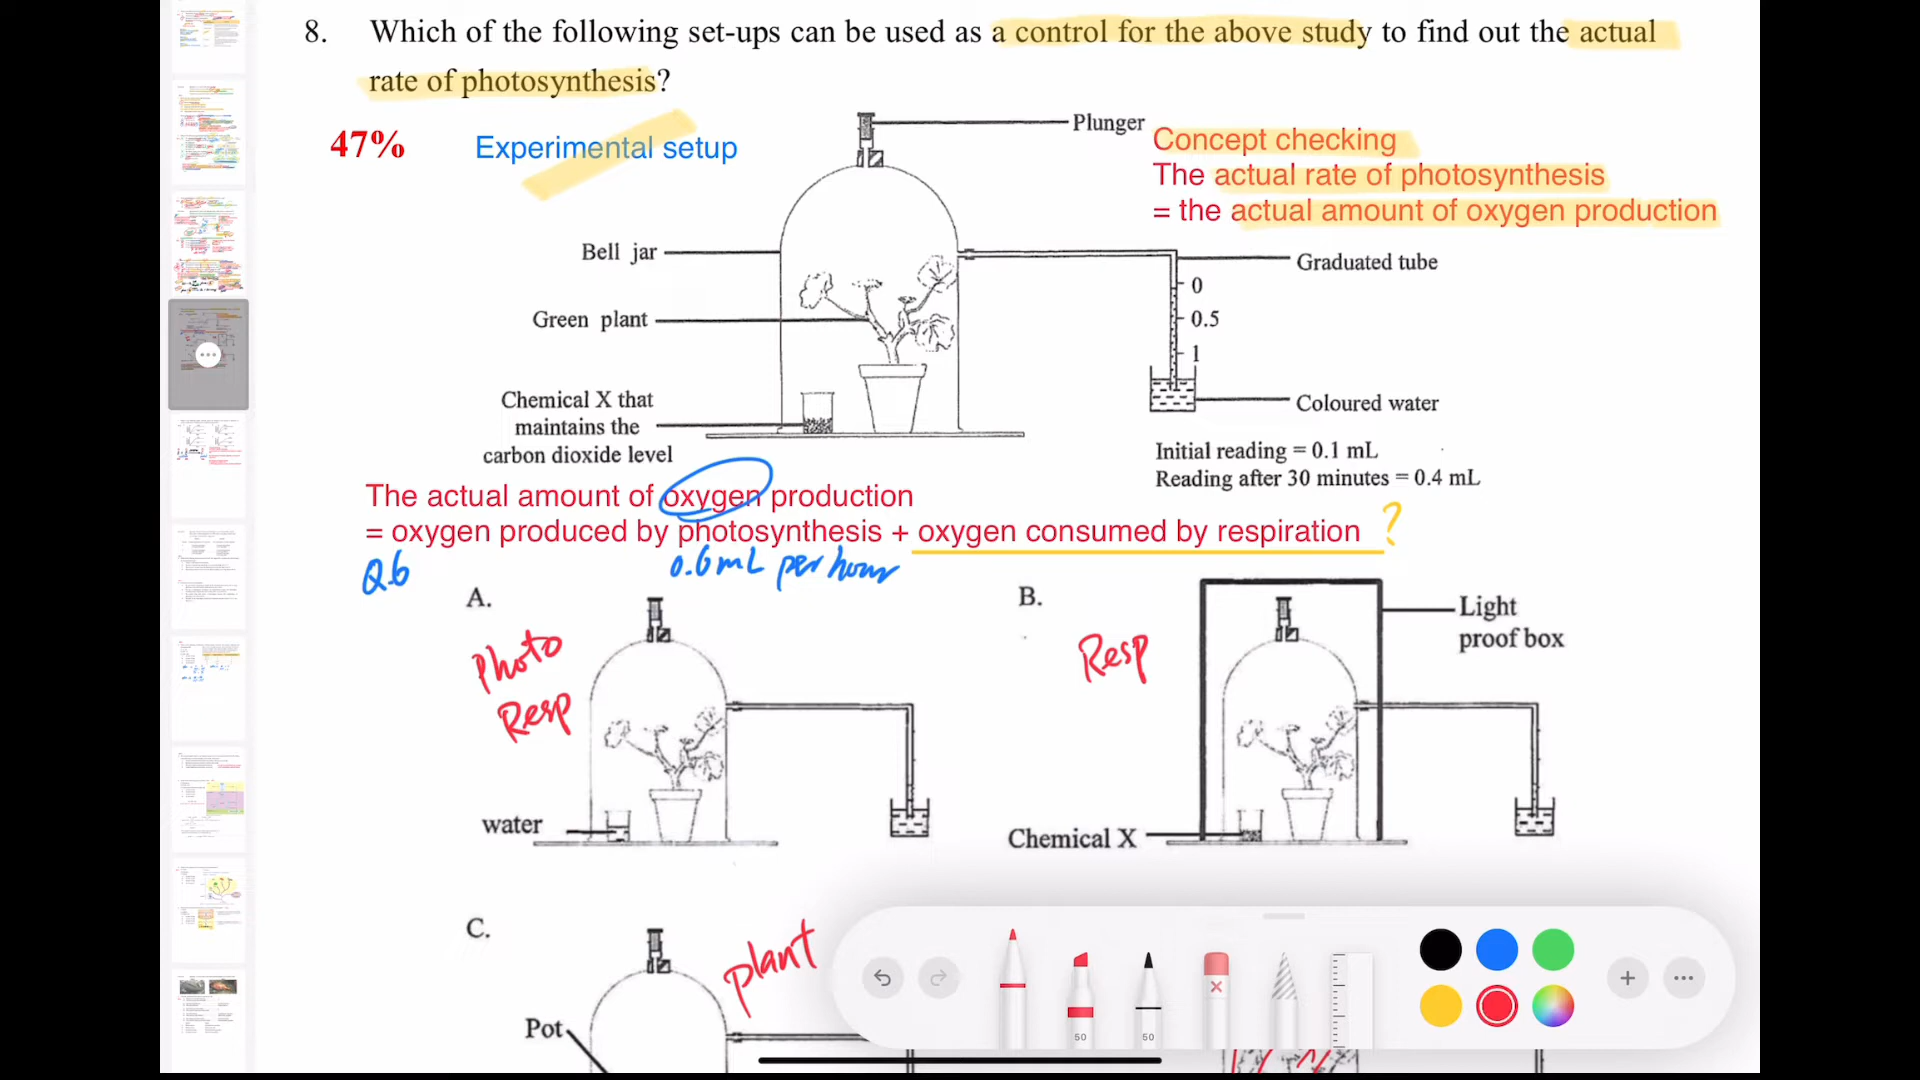 8. Which of the following set-ups can be used as a control for the above study to find out the actual
rate of photosynthesis?
47%
Experimental setup
Plunger
Concept checking
The actual rate of photosynthesis
= the actual amount of oxygen production
Bell jar
Graduated tube
0
0.5
1
Green plant
Chemical X that
maintains the
carbon dioxide level
Coloured water
Initial reading = 0.1 mL
Reading after 30 minutes = 0.4 mL
The actual amount of oxygen production
= oxygen produced by photosynthesis + oxygen consumed by respiration ?
Q6
0.6mL per hour
A.
Photo
Resp
water
B.
Resp
Light
proof box
Chemical X
C.
plant
Pot
50
50